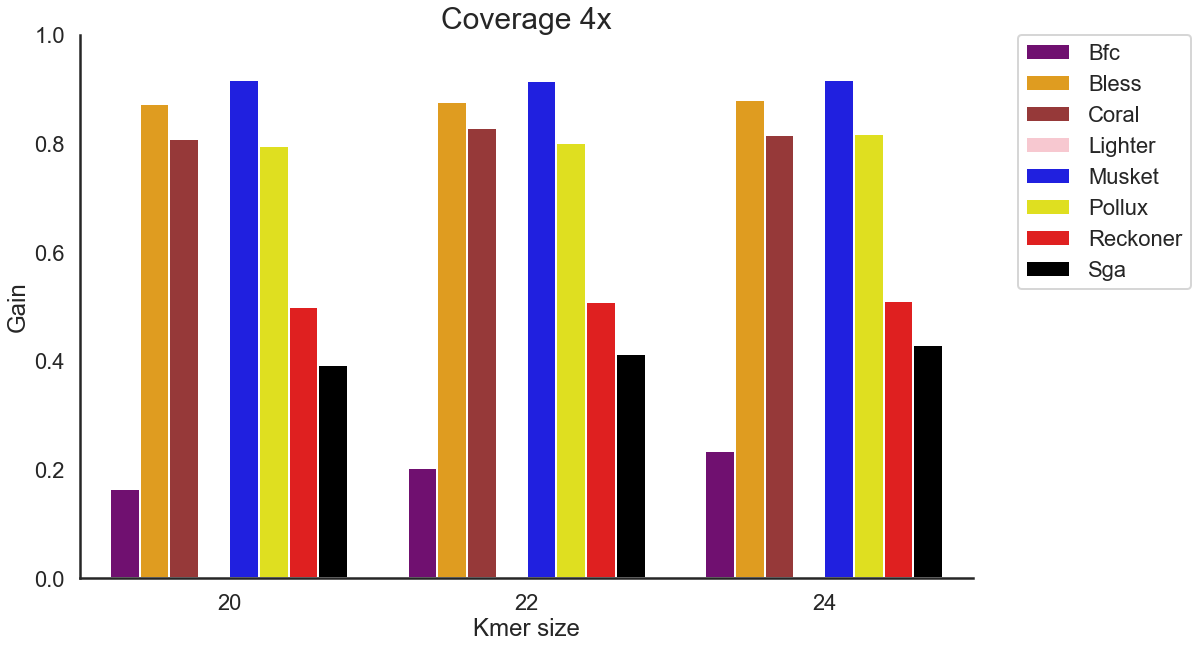 Coverage 4x
1.0
0.8
0.6
0.4
0.2
0.0
Gain
20
22
24
Kmer size
Bfc
Bless
Coral
Lighter
Musket
Pollux
Reckoner
Sga